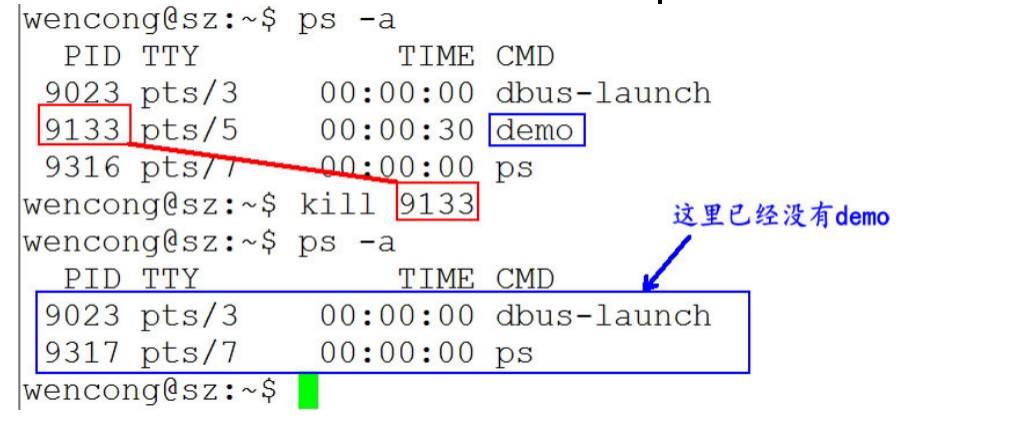 wencong@sz:~$ ps -a
PID TTY TIME CMD
9023 pts/3 00:00:00 dbus-launch
9133 pts/5 00:00:30 demo
9316 pts/7 00:00:00 ps
wencong@sz:~$ kill 9133
这里已经没有demo
wencong@sz:~$ ps -a
PID TTY TIME CMD
9023 pts/3 00:00:00 dbus-launch
9317 pts/7 00:00:00 ps
wencong@sz:~$